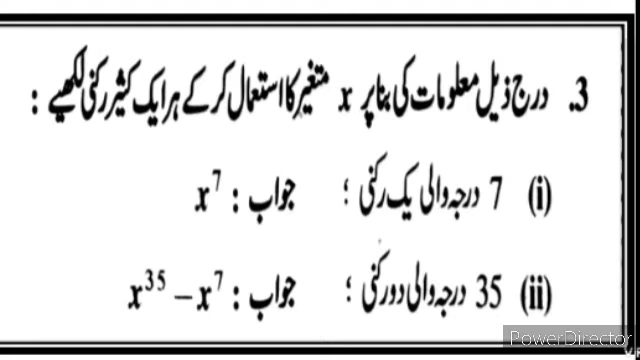 3. درج ذیل معلومات کی بنا پر x متغیر کا استعمال کرکے ہر ایک کثیر رکنی لکھیے :
(i) 7 درجہ والی یک رکنی ؛ جواب : x⁷
(ii) 35 درجہ والی دو رکنی ؛ جواب : x³⁵ – x⁷
PowerDirector